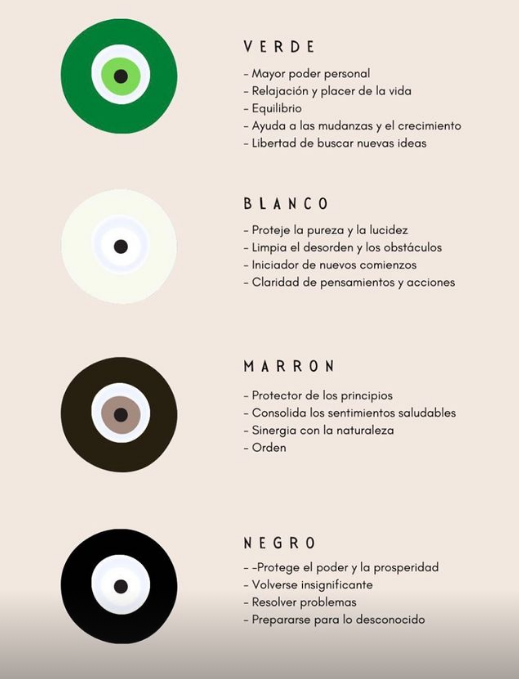 VERDE
- Mayor poder personal
- Relajación y placer de la vida
- Equilibrio
- Ayuda a las mudanzas y el crecimiento
- Libertad de buscar nuevas ideas
BLANCO
- Proteje la pureza y la lucidez
- Limpia el desorden y los obstáculos
- Iniciador de nuevos comienzos
- Claridad de pensamientos y acciones
MARRON
- Protector de los principios
- Consolida los sentimientos saludables
- Sinergia con la naturaleza
- Orden
NEGRO
- -Protege el poder y la prosperidad
- Volverse insignificante
- Resolver problemas
- Prepararse para lo desconocido